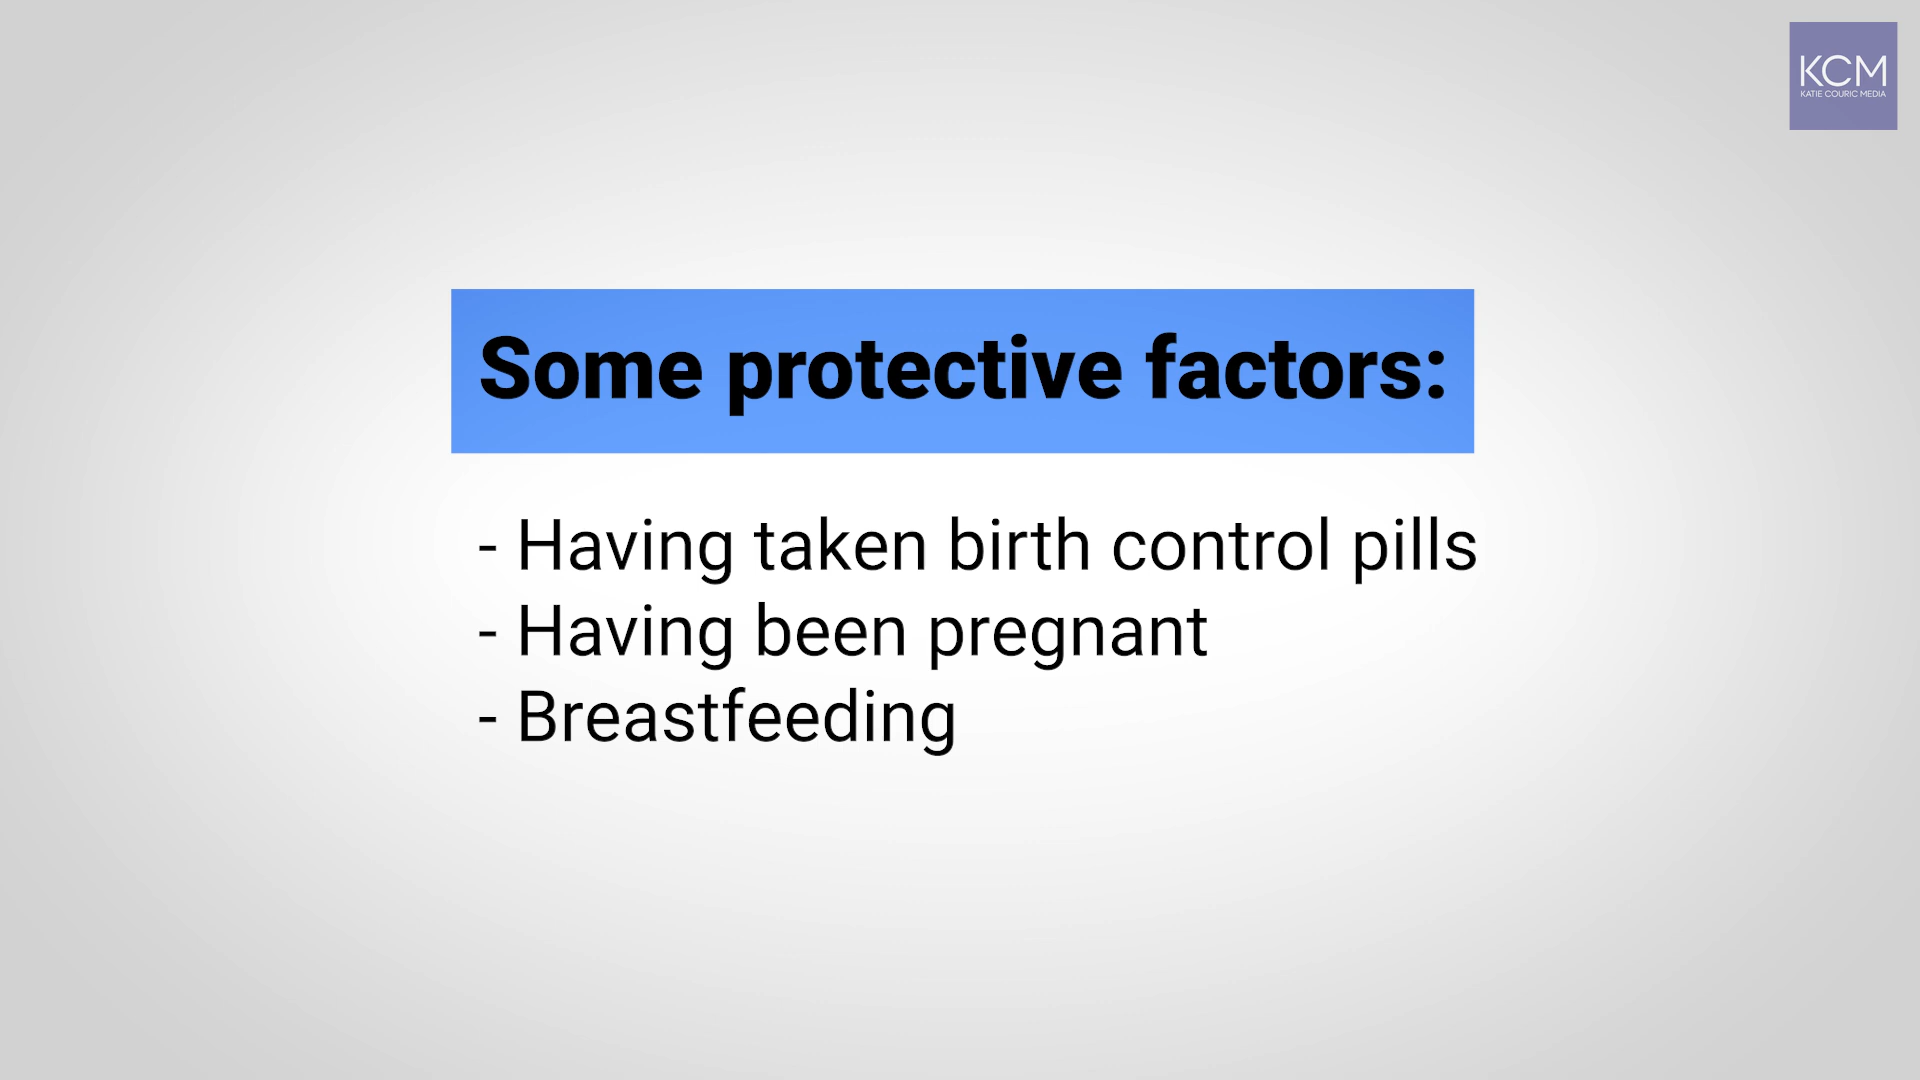 KCM
KATIE COURIC MEDIA
Some protective factors:
- Having taken birth control pills
- Having been pregnant
- Breastfeeding